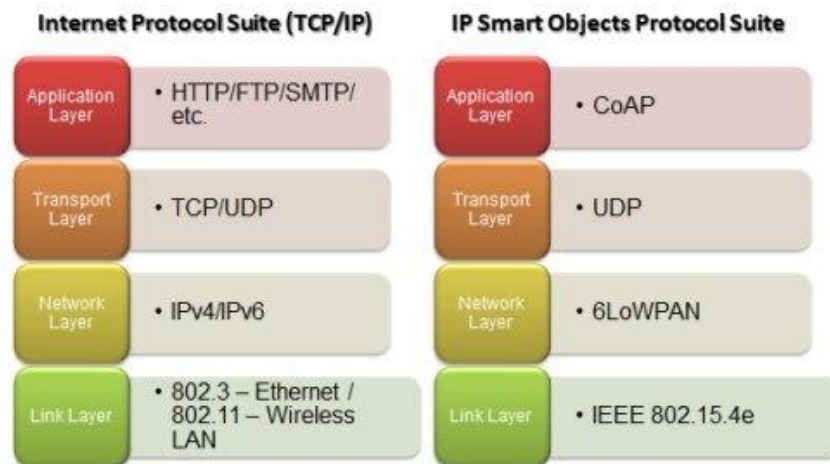 Internet Protocol Suite (TCP/IP)
Application
Layer
• HTTP/FTP/SMTP/
etc.
Transport
Layer
• TCP/UDP
Network
Layer
• IPv4/IPv6
Link Layer
• 802.3 – Ethernet /
802.11 – Wireless
LAN
IP Smart Objects Protocol Suite
Application
Layer
• CoAP
Transport
Layer
• UDP
Network
Layer
• 6LoWPAN
Link Layer
• IEEE 802.15.4e